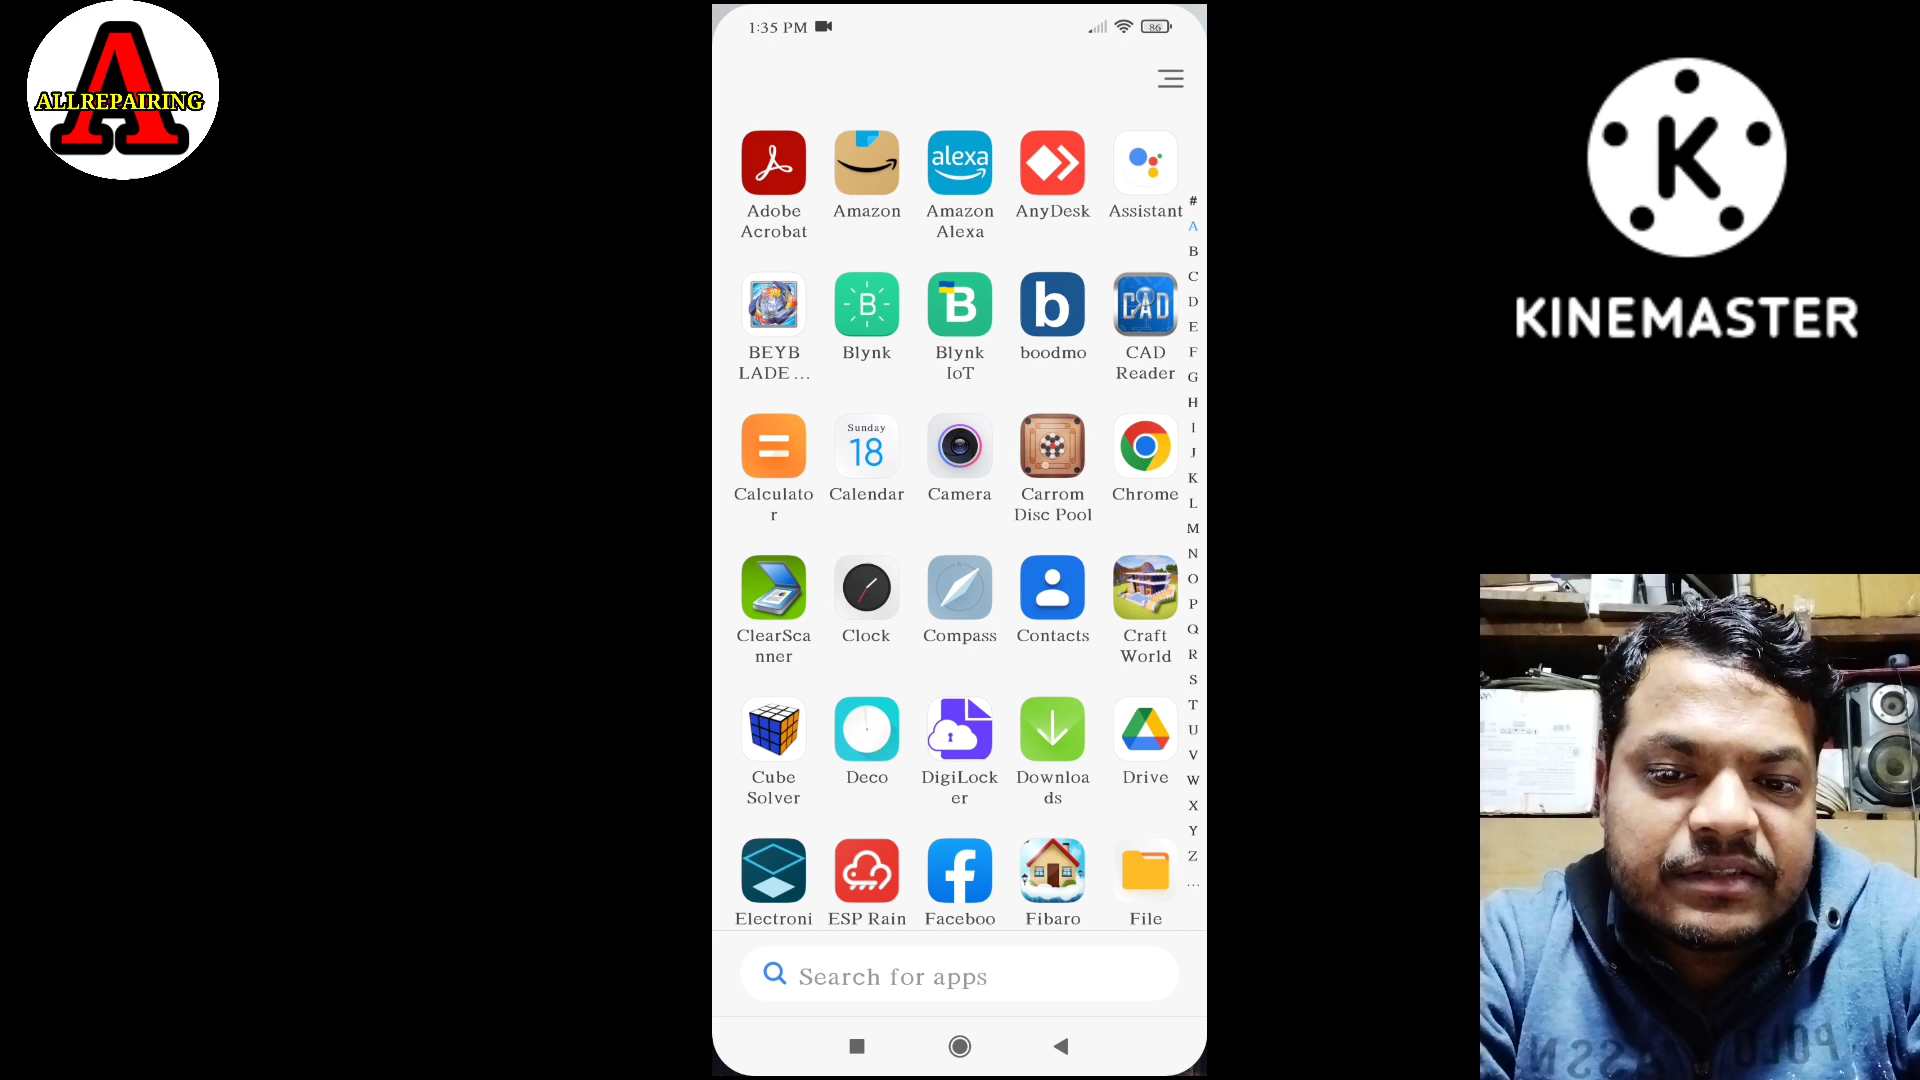 ALLREPAIRING
1:35 PM
86
KINEMASTER
alexa
Adobe
Acrobat
Amazon
Amazon
Alexa
AnyDesk
Assistant
BEYB
LADE ...
Blynk
Blynk
IoT
boodmo
CAD
CAD
Reader
Sunday
18
Calculato
r
Calendar
Camera
Carrom
Disc Pool
Chrome
ClearSca
nner
Clock
Compass
Contacts
Craft
World
Cube
Solver
Deco
DigiLock
er
Downloa
ds
Drive
Electroni
ESP Rain
Faceboo
Fibaro
File
#
A
B
C
D
E
F
G
H
I
J
K
L
M
N
O
P
Q
R
S
T
U
V
W
X
Y
Z
...
Search for apps